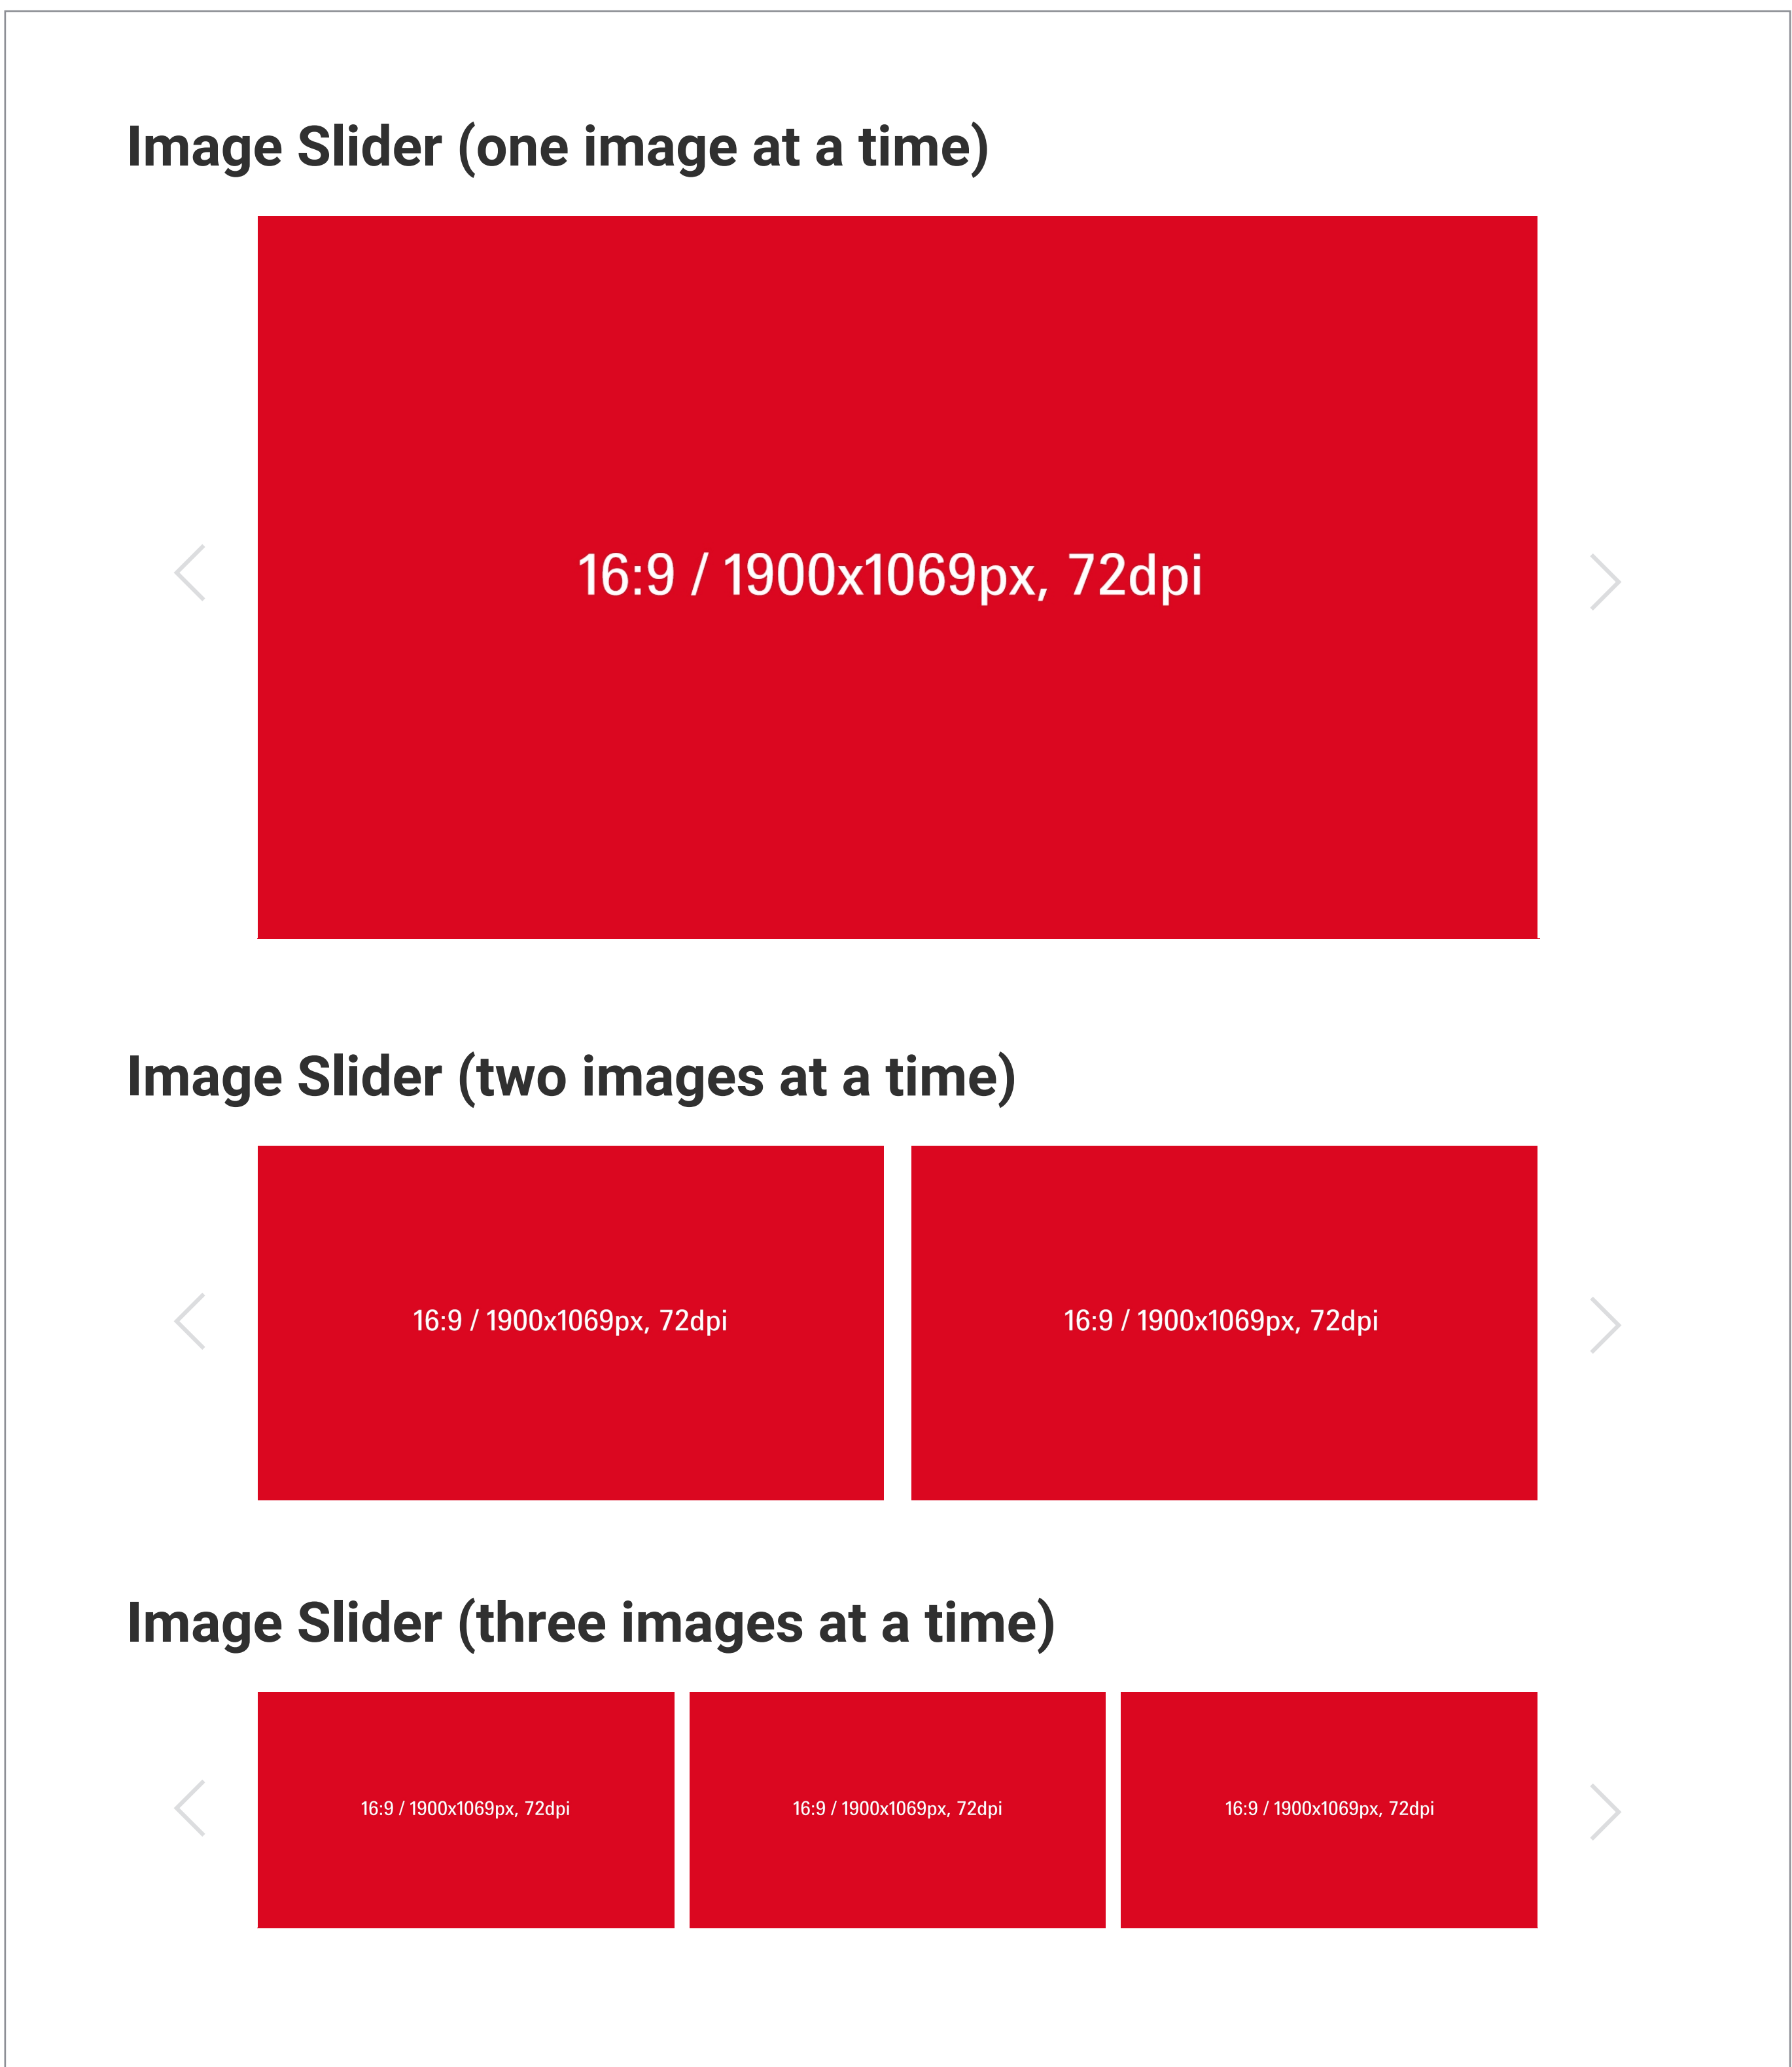 Image Slider (one image at a time)
16:9 / 1900x1069px, 72dpi
Image Slider (two images at a time)
16:9 / 1900x1069px, 72dpi
16:9 / 1900x1069px, 72dpi
Image Slider (three images at a time)
16:9 / 1900x1069px, 72dpi
16:9 / 1900x1069px, 72dpi
16:9 / 1900x1069px, 72dpi